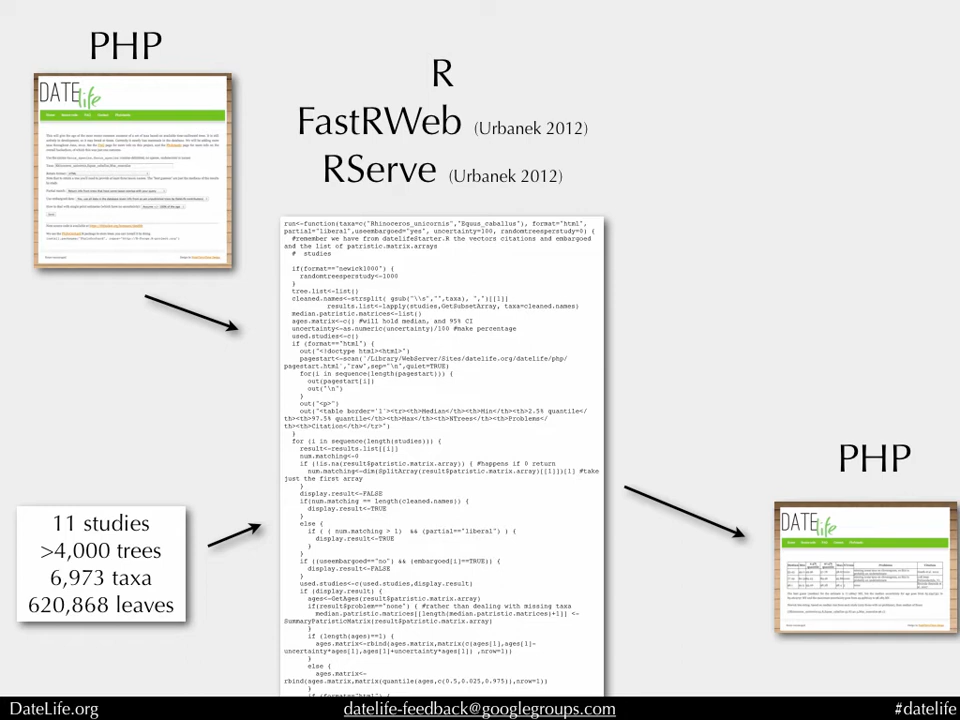 PHP
DATElife
R
FastRWeb (Urbanek 2012)
RServe (Urbanek 2012)
run<-function(taxa=c("Rhinoceros_unicornis","Equus_caballus"), format="html",
partial="liberal",useembargoed="yes", uncertainty=100, randomtreesperstudy=0) {
#remember we have from datelifeStarter.R the vectors citations and embargoed
and the list of patristic.matrix.arrays
# studies
if(format=="newick1000") {
randomtreesperstudy<-1000
}
tree.list<-list()
cleaned.names<-strsplit( gsub("\\s","",taxa), ",")[[1]]
results.list<-lapply(studies,GetSubsetArray, taxa=cleaned.names)
median.patristic.matrices<-list()
ages.matrix<-c() #will hold median, and 95% CI
uncertainty<-as.numeric(uncertainty)/100 #make percentage
used.studies<-c()
if (format=="html") {
out("<!doctype html><html>")
pagestart<-scan('/Library/WebServer/Sites/datelife.org/datelife/php/
pagestart.html',"raw",sep="\n",quiet=TRUE)
for(i in sequence(length(pagestart))) {
out(pagestart[i])
out("\n")
}
out("<p>")
out("<table border='1'><tr><th>Median</th><th>Min</th><th>2.5% quantile</
th><th>97.5% quantile</th><th>Max</th><th>NTrees</th><th>Problems</
th><th>Citation</th></tr>")
}
for (i in sequence(length(studies))) {
result<-results.list[[i]]
num.matching<-0
if (!is.na(result$patristic.matrix.array)) { #happens if 0 return
num.matching<-dim(SplitArray(result$patristic.matrix.array)[[1]])[1] #take
just the first array
}
display.result<-FALSE
if(num.matching == length(cleaned.names)) {
display.result<-TRUE
}
else {
if ( ( num.matching > 1) && (partial=="liberal") ) {
display.result<-TRUE
}
}
if ((useembargoed=="no") && (embargoed[i]==TRUE)); {
display.result<-FALSE
}
used.studies<-c(used.studies,display.result)
if (display.result) {
ages<-GetAges(result$patristic.matrix.array)
if(result$problem=="none") { #rather than dealing with missing taxa
median.patristic.matrices[[length(median.patristic.matrices)+1]] <-
SummaryPatristicMatrix(result$patristic.matrix.array)
}
if (length(ages)==1) {
ages.matrix<-rbind(ages.matrix,matrix(c(ages[1],ages[1]-
uncertainty*ages[1],ages[1]+uncertainty*ages[1]) ,nrow=1))
}
else {
ages.matrix<-
rbind(ages.matrix,matrix(quantile(ages,c(0.5,0.025,0.975)),nrow=1))
}
if (format=="html") {
11 studies
>4,000 trees
6,973 taxa
620,868 leaves
PHP
DATElife
DateLife.org
datelife-feedback@googlegroups.com
#datelife